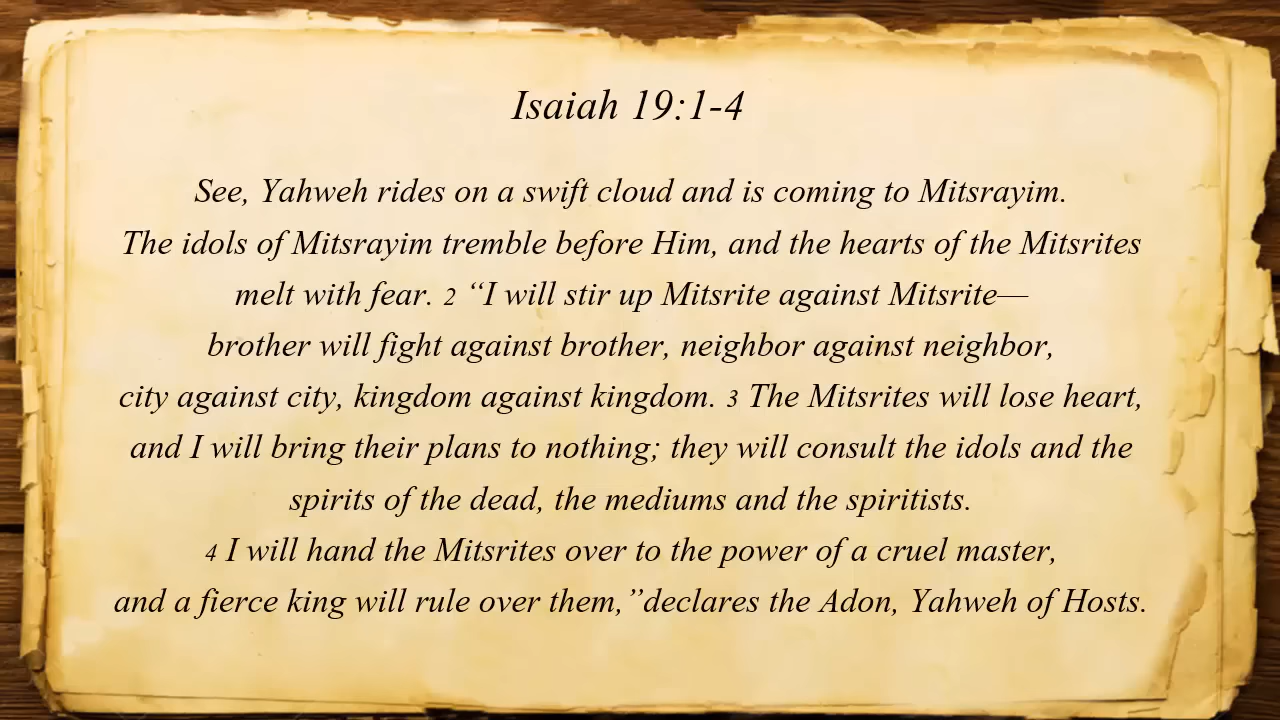 Isaiah 19:1-4
See, Yahweh rides on a swift cloud and is coming to Mitsrayim.
The idols of Mitsrayim tremble before Him, and the hearts of the Mitsrites
melt with fear. 2 “I will stir up Mitsrite against Mitsrite—
brother will fight against brother, neighbor against neighbor,
city against city, kingdom against kingdom. 3 The Mitsrites will lose heart,
and I will bring their plans to nothing; they will consult the idols and the
spirits of the dead, the mediums and the spiritists.
4 I will hand the Mitsrites over to the power of a cruel master,
and a fierce king will rule over them,”declares the Adon, Yahweh of Hosts.